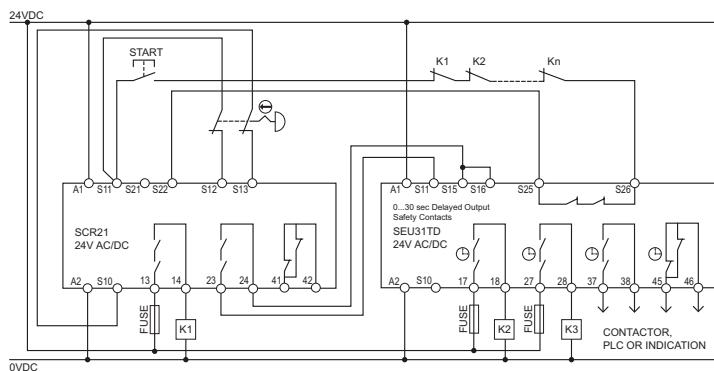 24VDC
START
K1 K2 Kn
A1 S11 S21 S22 S12 S13
A1 S11 S15 S16 S25 S26
SCR21
24V AC/DC
0...30 sec Delayed Output
Safety Contacts
SEU31TD
24V AC/DC
A2 S10 13 14 23 24 41 42
A2 S10 17 18 27 28 37 38 45 46
FUSE K1 FUSE K2 FUSE K3
CONTACTOR,
PLC OR INDICATION
0VDC